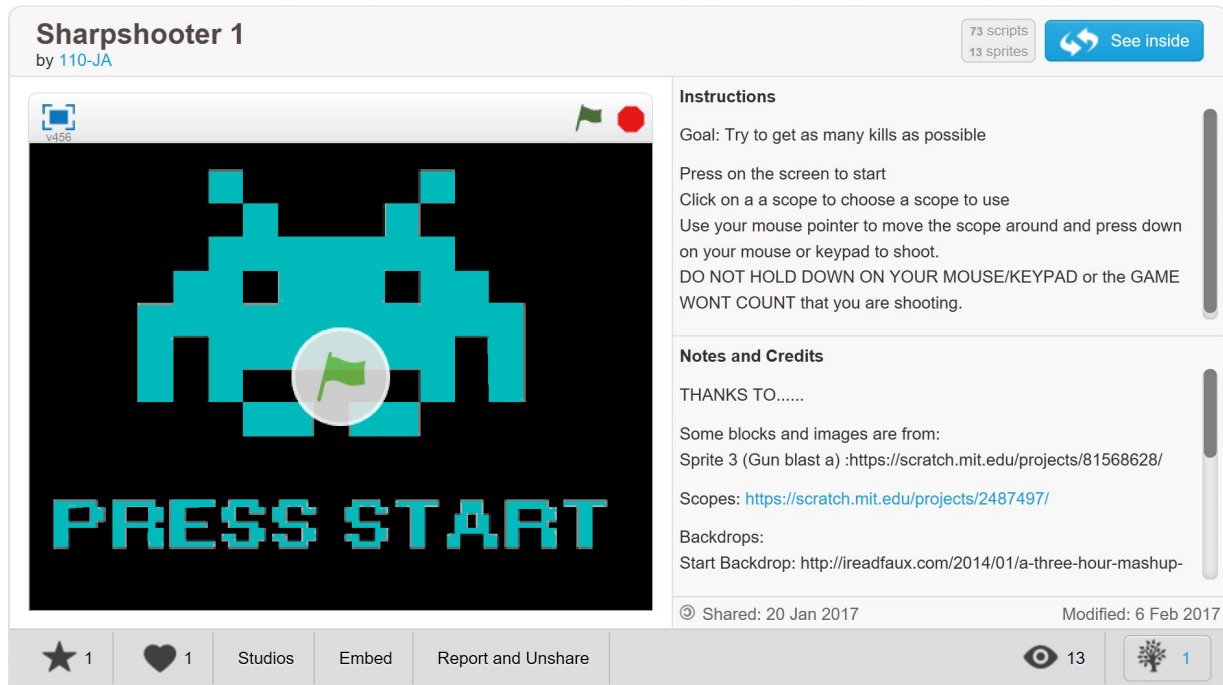 Sharpshooter 1
by 110-JA
73 scripts
13 sprites
See inside
v456
PRESS START
Instructions
Goal: Try to get as many kills as possible
Press on the screen to start
Click on a a scope to choose a scope to use
Use your mouse pointer to move the scope around and press down
on your mouse or keypad to shoot.
DO NOT HOLD DOWN ON YOUR MOUSE/KEYPAD or the GAME
WONT COUNT that you are shooting.
Notes and Credits
THANKS TO......
Some blocks and images are from:
Sprite 3 (Gun blast a) :https://scratch.mit.edu/projects/81568628/
Scopes: https://scratch.mit.edu/projects/2487497/
Backdrops:
Start Backdrop: http://ireadfaux.com/2014/01/a-three-hour-mashup-
Shared: 20 Jan 2017
Modified: 6 Feb 2017
1
1
Studios
Embed
Report and Unshare
13
1